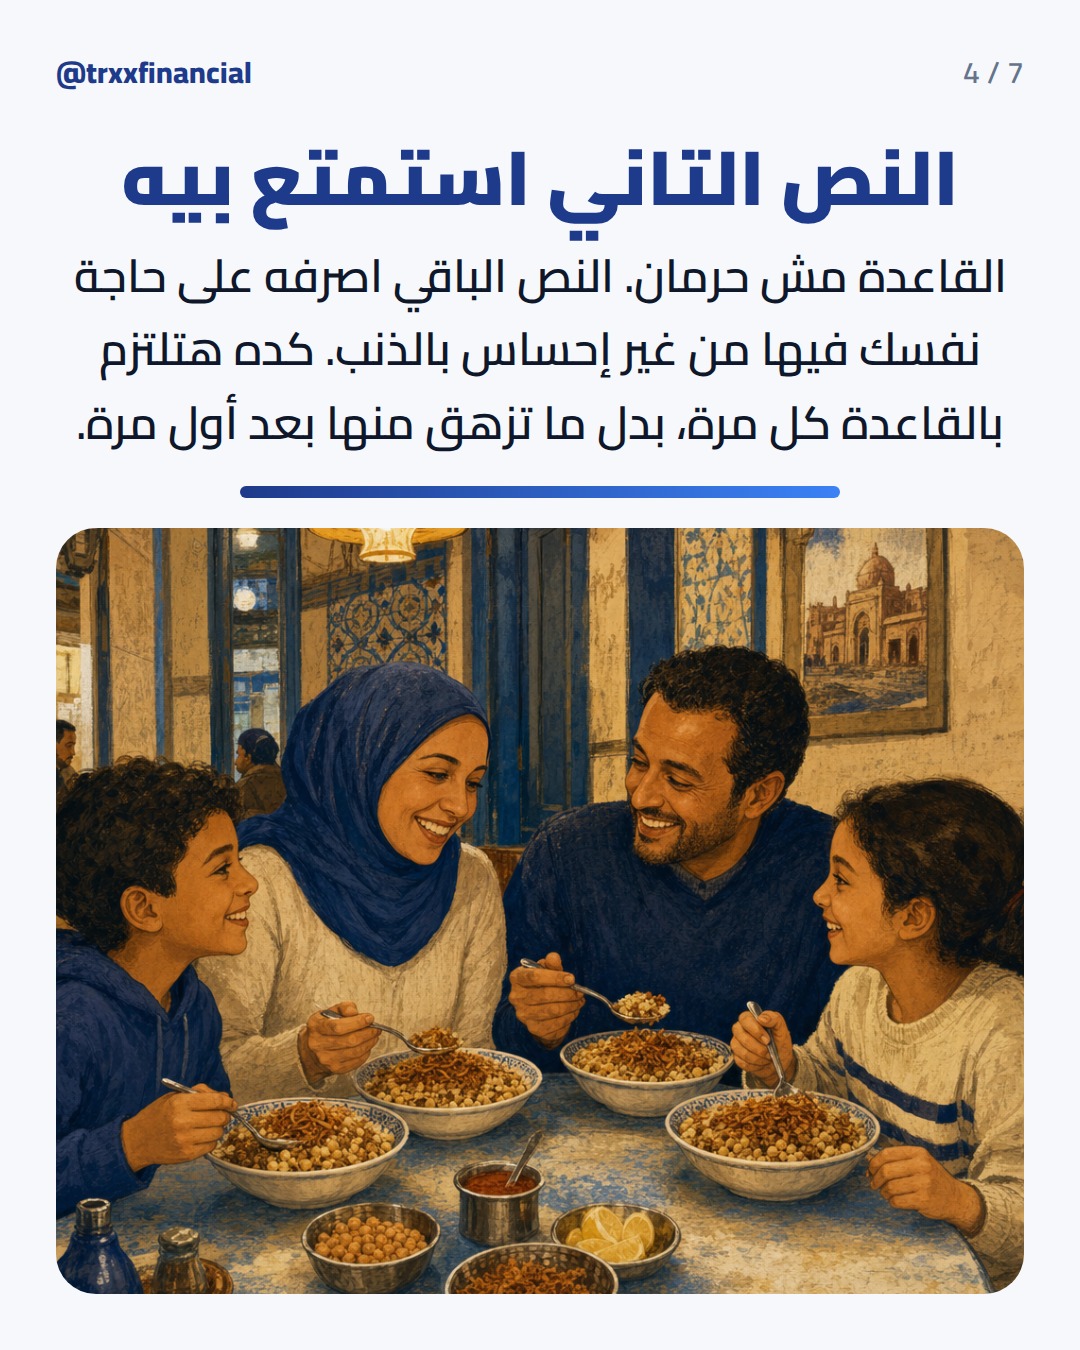 @trxxfinancial
4 / 7
النص التاني استمتع بيه
القاعدة مش حرمان. النص الباقي اصرفه على حاجة
نفسك فيها من غير إحساس بالذنب. كده هتلتزم
بالقاعدة كل مرة، بدل ما تزهق منها بعد أول مرة.